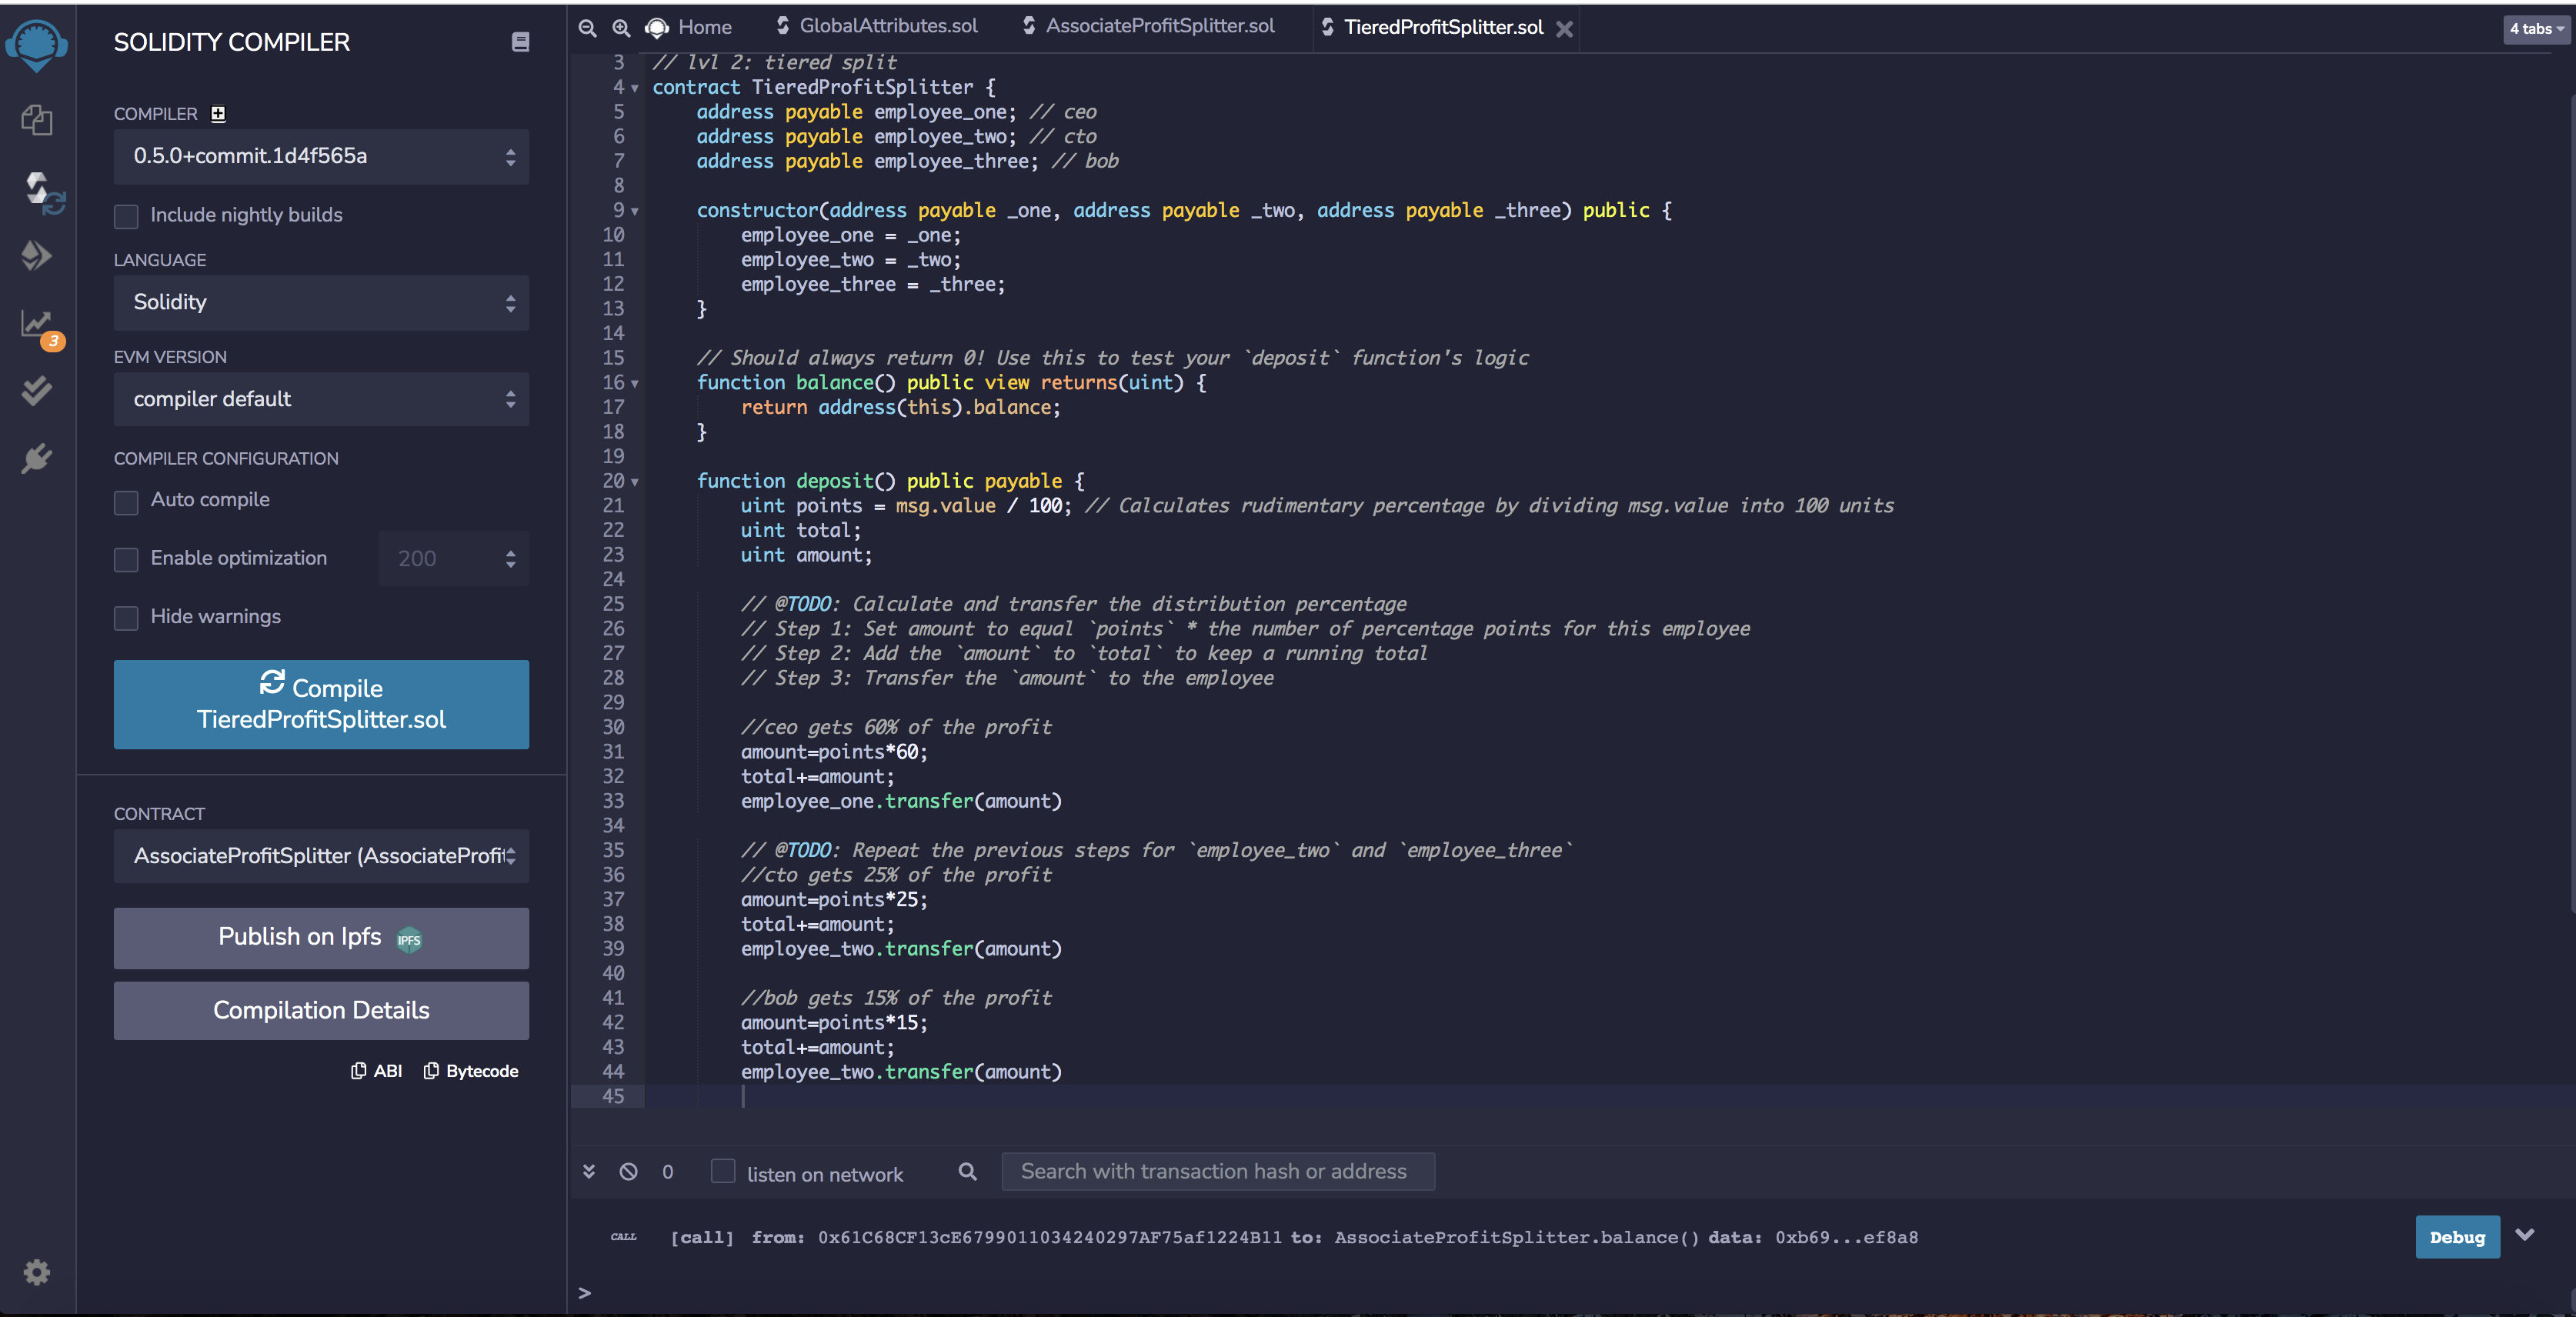 SOLIDITY COMPILER
COMPILER
0.5.0+commit.1d4f565a
Include nightly builds
LANGUAGE
Solidity
EVM VERSION
compiler default
COMPILER CONFIGURATION
Auto compile
Enable optimization
200
Hide warnings
Compile
TieredProfitSplitter.sol
CONTRACT
AssociateProfitSplitter (AssociateProfit
Publish on Ipfs IPFS
Compilation Details
ABI Bytecode
3
Home GlobalAttributes.sol AssociateProfitSplitter.sol TieredProfitSplitter.sol 4 tabs
3 // lvl 2: tiered split
4 contract TieredProfitSplitter {
5 address payable employee_one; // ceo
6 address payable employee_two; // cto
7 address payable employee_three; // bob
8
9 constructor(address payable _one, address payable _two, address payable _three) public {
10 employee_one = _one;
11 employee_two = _two;
12 employee_three = _three;
13 }
14
15 // Should always return 0! Use this to test your `deposit` function's logic
16 function balance() public view returns(uint) {
17 return address(this).balance;
18 }
19
20 function deposit() public payable {
21 uint points = msg.value / 100; // Calculates rudimentary percentage by dividing msg.value into 100 units
22 uint total;
23 uint amount;
24
25 // @TODO: Calculate and transfer the distribution percentage
26 // Step 1: Set amount to equal `points` * the number of percentage points for this employee
27 // Step 2: Add the `amount` to `total` to keep a running total
28 // Step 3: Transfer the `amount` to the employee
29
30 //ceo gets 60% of the profit
31 amount=points*60;
32 total+=amount;
33 employee_one.transfer(amount)
34
35 // @TODO: Repeat the previous steps for `employee_two` and `employee_three`
36 //cto gets 25% of the profit
37 amount=points*25;
38 total+=amount;
39 employee_two.transfer(amount)
40
41 //bob gets 15% of the profit
42 amount=points*15;
43 total+=amount;
44 employee_two.transfer(amount)
45
0 listen on network Search with transaction hash or address
CALL [call] from: 0x61C68CF13cE6799011034240297AF75af1224B11 to: AssociateProfitSplitter.balance() data: 0xb69...ef8a8 Debug
>